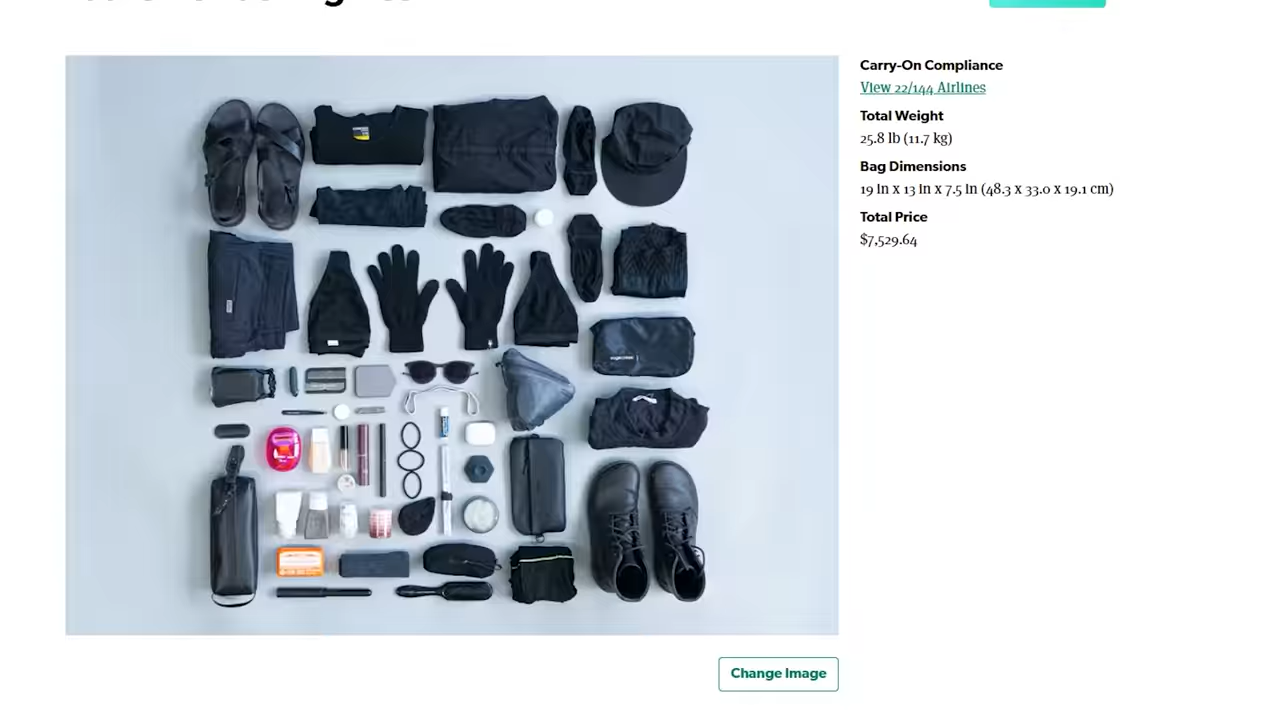 Carry-On Compliance
View 22/144 Airlines
Total Weight
25.8 lb (11.7 kg)
Bag Dimensions
19 in x 13 in x 7.5 in (48.3 x 33.0 x 19.1 cm)
Total Price
$7,529.64
Change Image